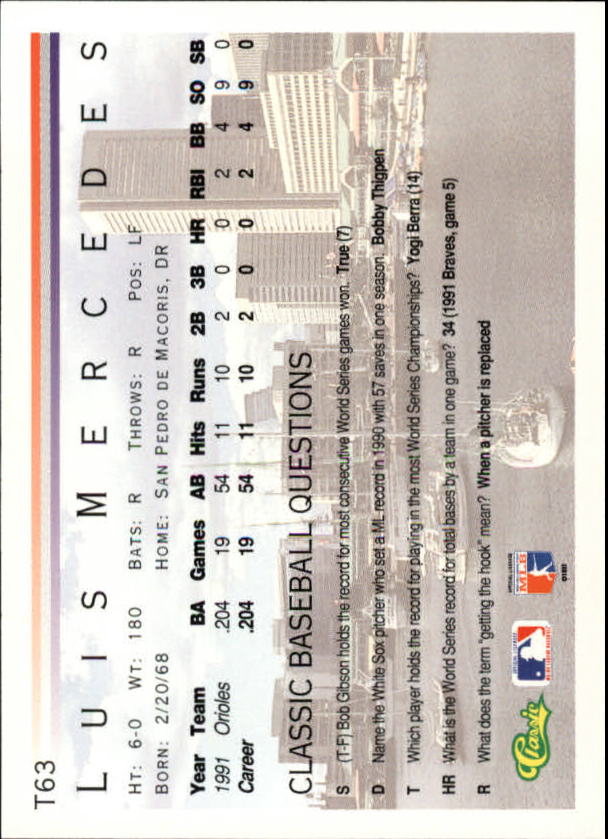 T63
LUIS MERCEDES
HT: 6-0 WT: 180 BATS: R THROWS: R POS: LF
BORN: 2/20/68 HOME: SAN PEDRO DE MACORIS, DR
Year Team BA Games AB Hits Runs 2B 3B HR RBI BB SO SB
1991 Orioles .204 19 54 11 10 2 0 0 2 4 9 0
Career .204 19 54 11 10 2 0 0 2 4 9 0
CLASSIC BASEBALL QUESTIONS
S (T-F) Bob Gibson holds the record for most consecutive World Series games won. True (7)
D Name the White Sox pitcher who set a ML record in 1990 with 57 saves in one season. Bobby Thigpen
T Which player holds the record for playing in the most World Series Championships? Yogi Berra (14)
HR What is the World Series record for total bases by a team in one game? 34 (1991 Braves, game 5)
R What does the term "getting the hook" mean? When a pitcher is replaced
Classic
MLB